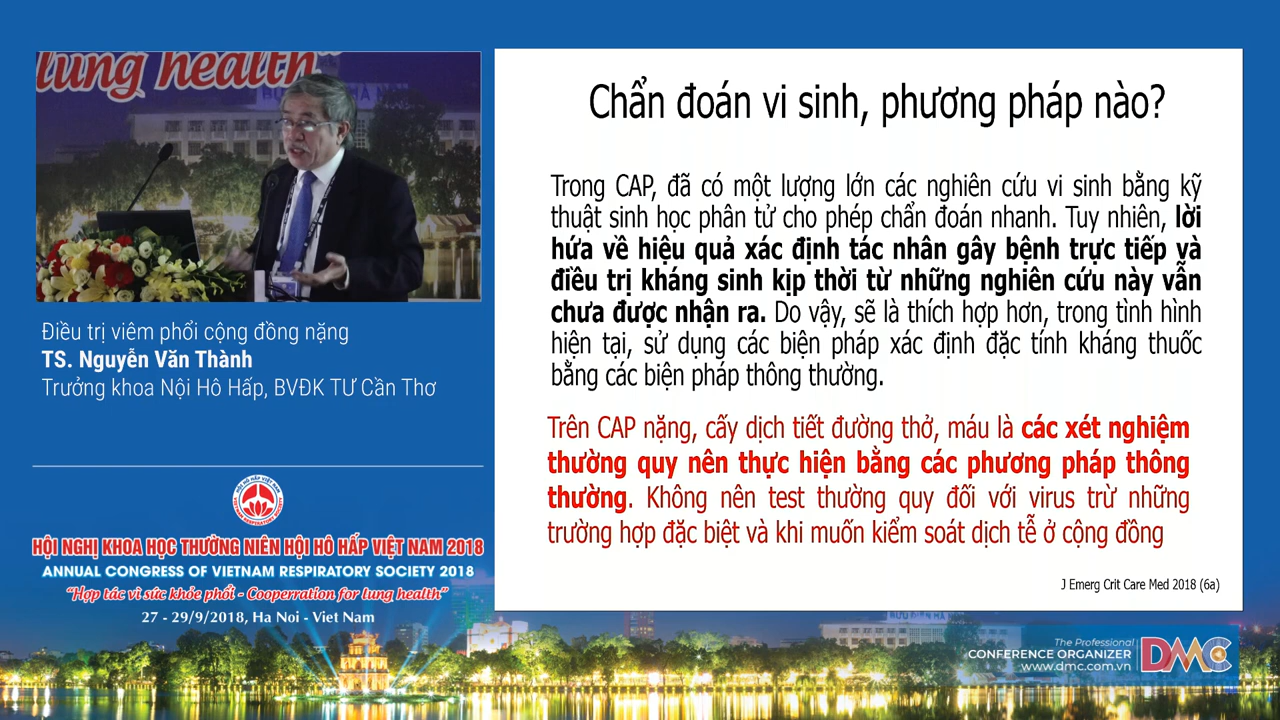 lung health"
Điều trị viêm phổi cộng đồng nặng
TS. Nguyễn Văn Thành
Trưởng khoa Nội Hô Hấp, BVĐK TƯ Cần Thơ
HỘI HÔ HẤP VIỆT NAM
VIETNAM RESPIRATORY SOCIETY
HỘI NGHỊ KHOA HỌC THƯỜNG NIÊN HỘI HÔ HẤP VIỆT NAM 2018
ANNUAL CONGRESS OF VIETNAM RESPIRATORY SOCIETY 2018
"Hợp tác vì sức khỏe phổi - Cooperration for lung health"
27 - 29/9/2018, Ha Noi - Viet Nam
Chẩn đoán vi sinh, phương pháp nào?
Trong CAP, đã có một lượng lớn các nghiên cứu vi sinh bằng kỹ
thuật sinh học phân tử cho phép chẩn đoán nhanh. Tuy nhiên, lời
hứa về hiệu quả xác định tác nhân gây bệnh trực tiếp và
điều trị kháng sinh kịp thời từ những nghiên cứu này vẫn
chưa được nhận ra. Do vậy, sẽ là thích hợp hơn, trong tình hình
hiện tại, sử dụng các biện pháp xác định đặc tính kháng thuốc
bằng các biện pháp thông thường.
Trên CAP nặng, cấy dịch tiết đường thở, máu là các xét nghiệm
thường quy nên thực hiện bằng các phương pháp thông
thường. Không nên test thường quy đối với virus trừ những
trường hợp đặc biệt và khi muốn kiểm soát dịch tễ ở cộng đồng
J Emerg Crit Care Med 2018 (6a)
The Professional
CONFERENCE ORGANIZER
www.dmc.com.vn
DMC